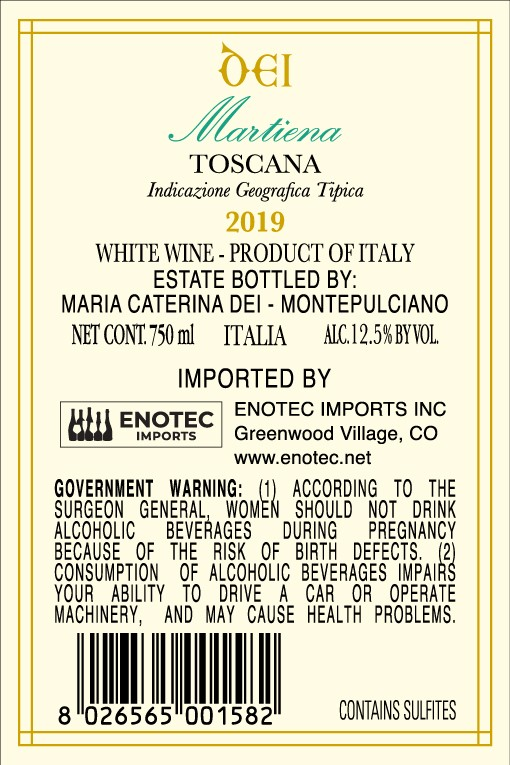 DEI
Martiena
TOSCANA
Indicazione Geografica Tipica
2019
WHITE WINE - PRODUCT OF ITALY
ESTATE BOTTLED BY:
MARIA CATERINA DEI - MONTEPULCIANO
NET CONT. 750 ml ITALIA ALC.12.5% BY VOL.
IMPORTED BY
ENOTEC
IMPORTS
ENOTEC IMPORTS INC
Greenwood Village, CO
www.enotec.net
GOVERNMENT WARNING: (1) ACCORDING TO THE
SURGEON GENERAL, WOMEN SHOULD NOT DRINK
ALCOHOLIC BEVERAGES DURING PREGNANCY
BECAUSE OF THE RISK OF BIRTH DEFECTS. (2)
CONSUMPTION OF ALCOHOLIC BEVERAGES IMPAIRS
YOUR ABILITY TO DRIVE A CAR OR OPERATE
MACHINERY, AND MAY CAUSE HEALTH PROBLEMS.
8 026565 001582
CONTAINS SULFITES